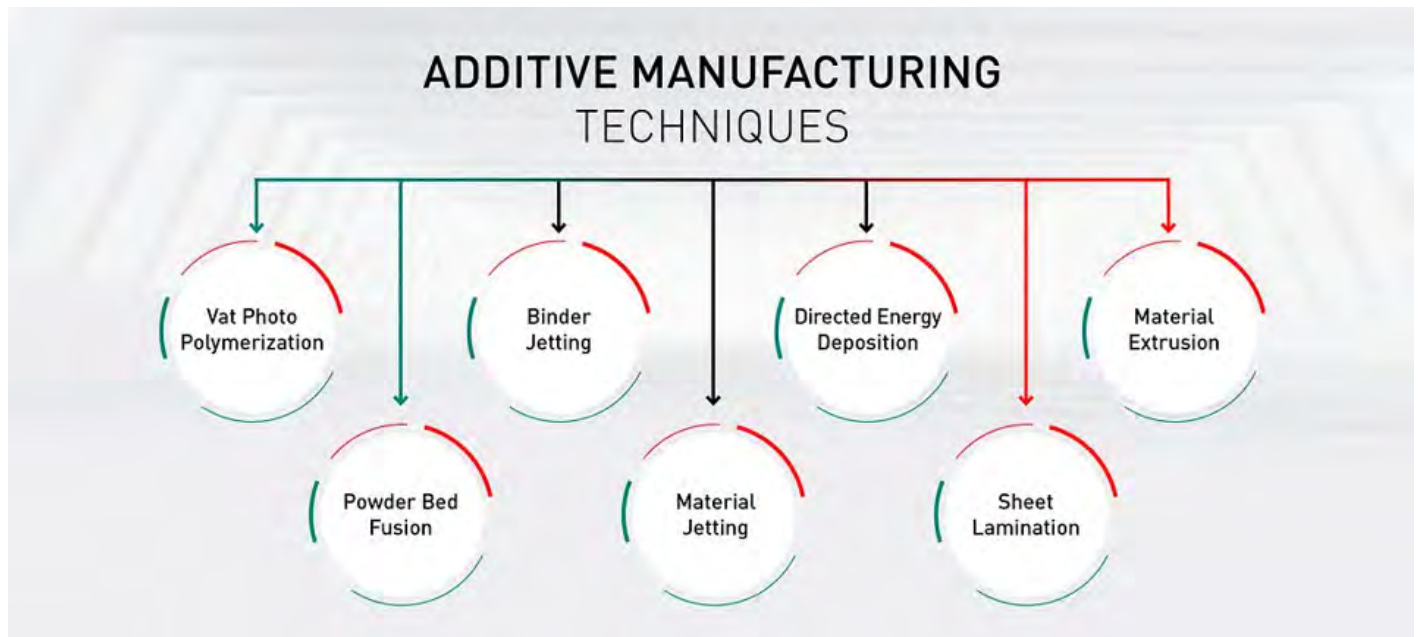 ADDITIVE MANUFACTURING
TECHNIQUES
Vat Photo
Polymerization
Binder
Jetting
Directed Energy
Deposition
Material
Extrusion
Powder Bed
Fusion
Material
Jetting
Sheet
Lamination